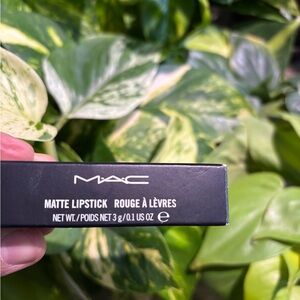 MAC
MATTE LIPSTICK ROUGE À LÈVRES
NET WT./POIDS NET 3 g/0.1 US OZ ℮